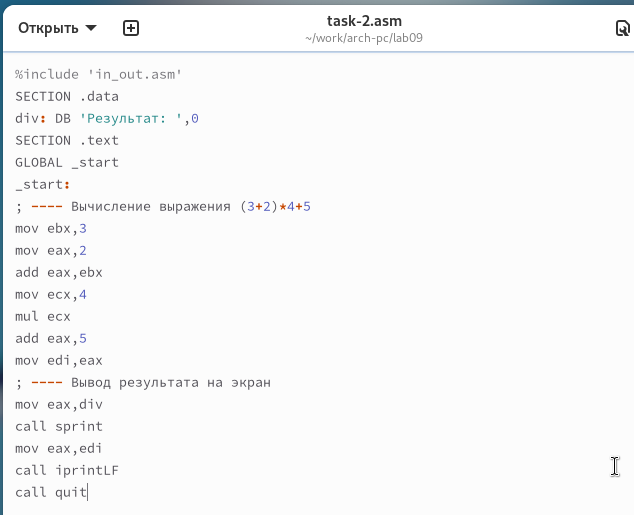 Открыть
task-2.asm
~/work/arch-pc/lab09
%include 'in_out.asm'
SECTION .data
div: DB 'Результат: ',0
SECTION .text
GLOBAL _start
_start:
; ---- Вычисление выражения (3+2)*4+5
mov ebx,3
mov eax,2
add eax,ebx
mov ecx,4
mul ecx
add eax,5
mov edi,eax
; ---- Вывод результата на экран
mov eax,div
call sprint
mov eax,edi
call iprintLF
call quit